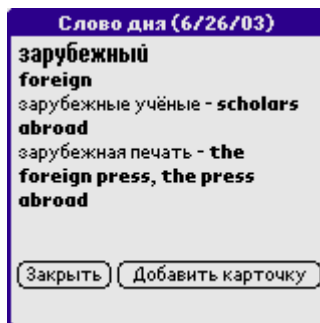 Слово дня (6/26/03)
зарубежный
foreign
зарубежные учёные - scholars
abroad
зарубежная печать - the
foreign press, the press
abroad
Закрыть Добавить карточку